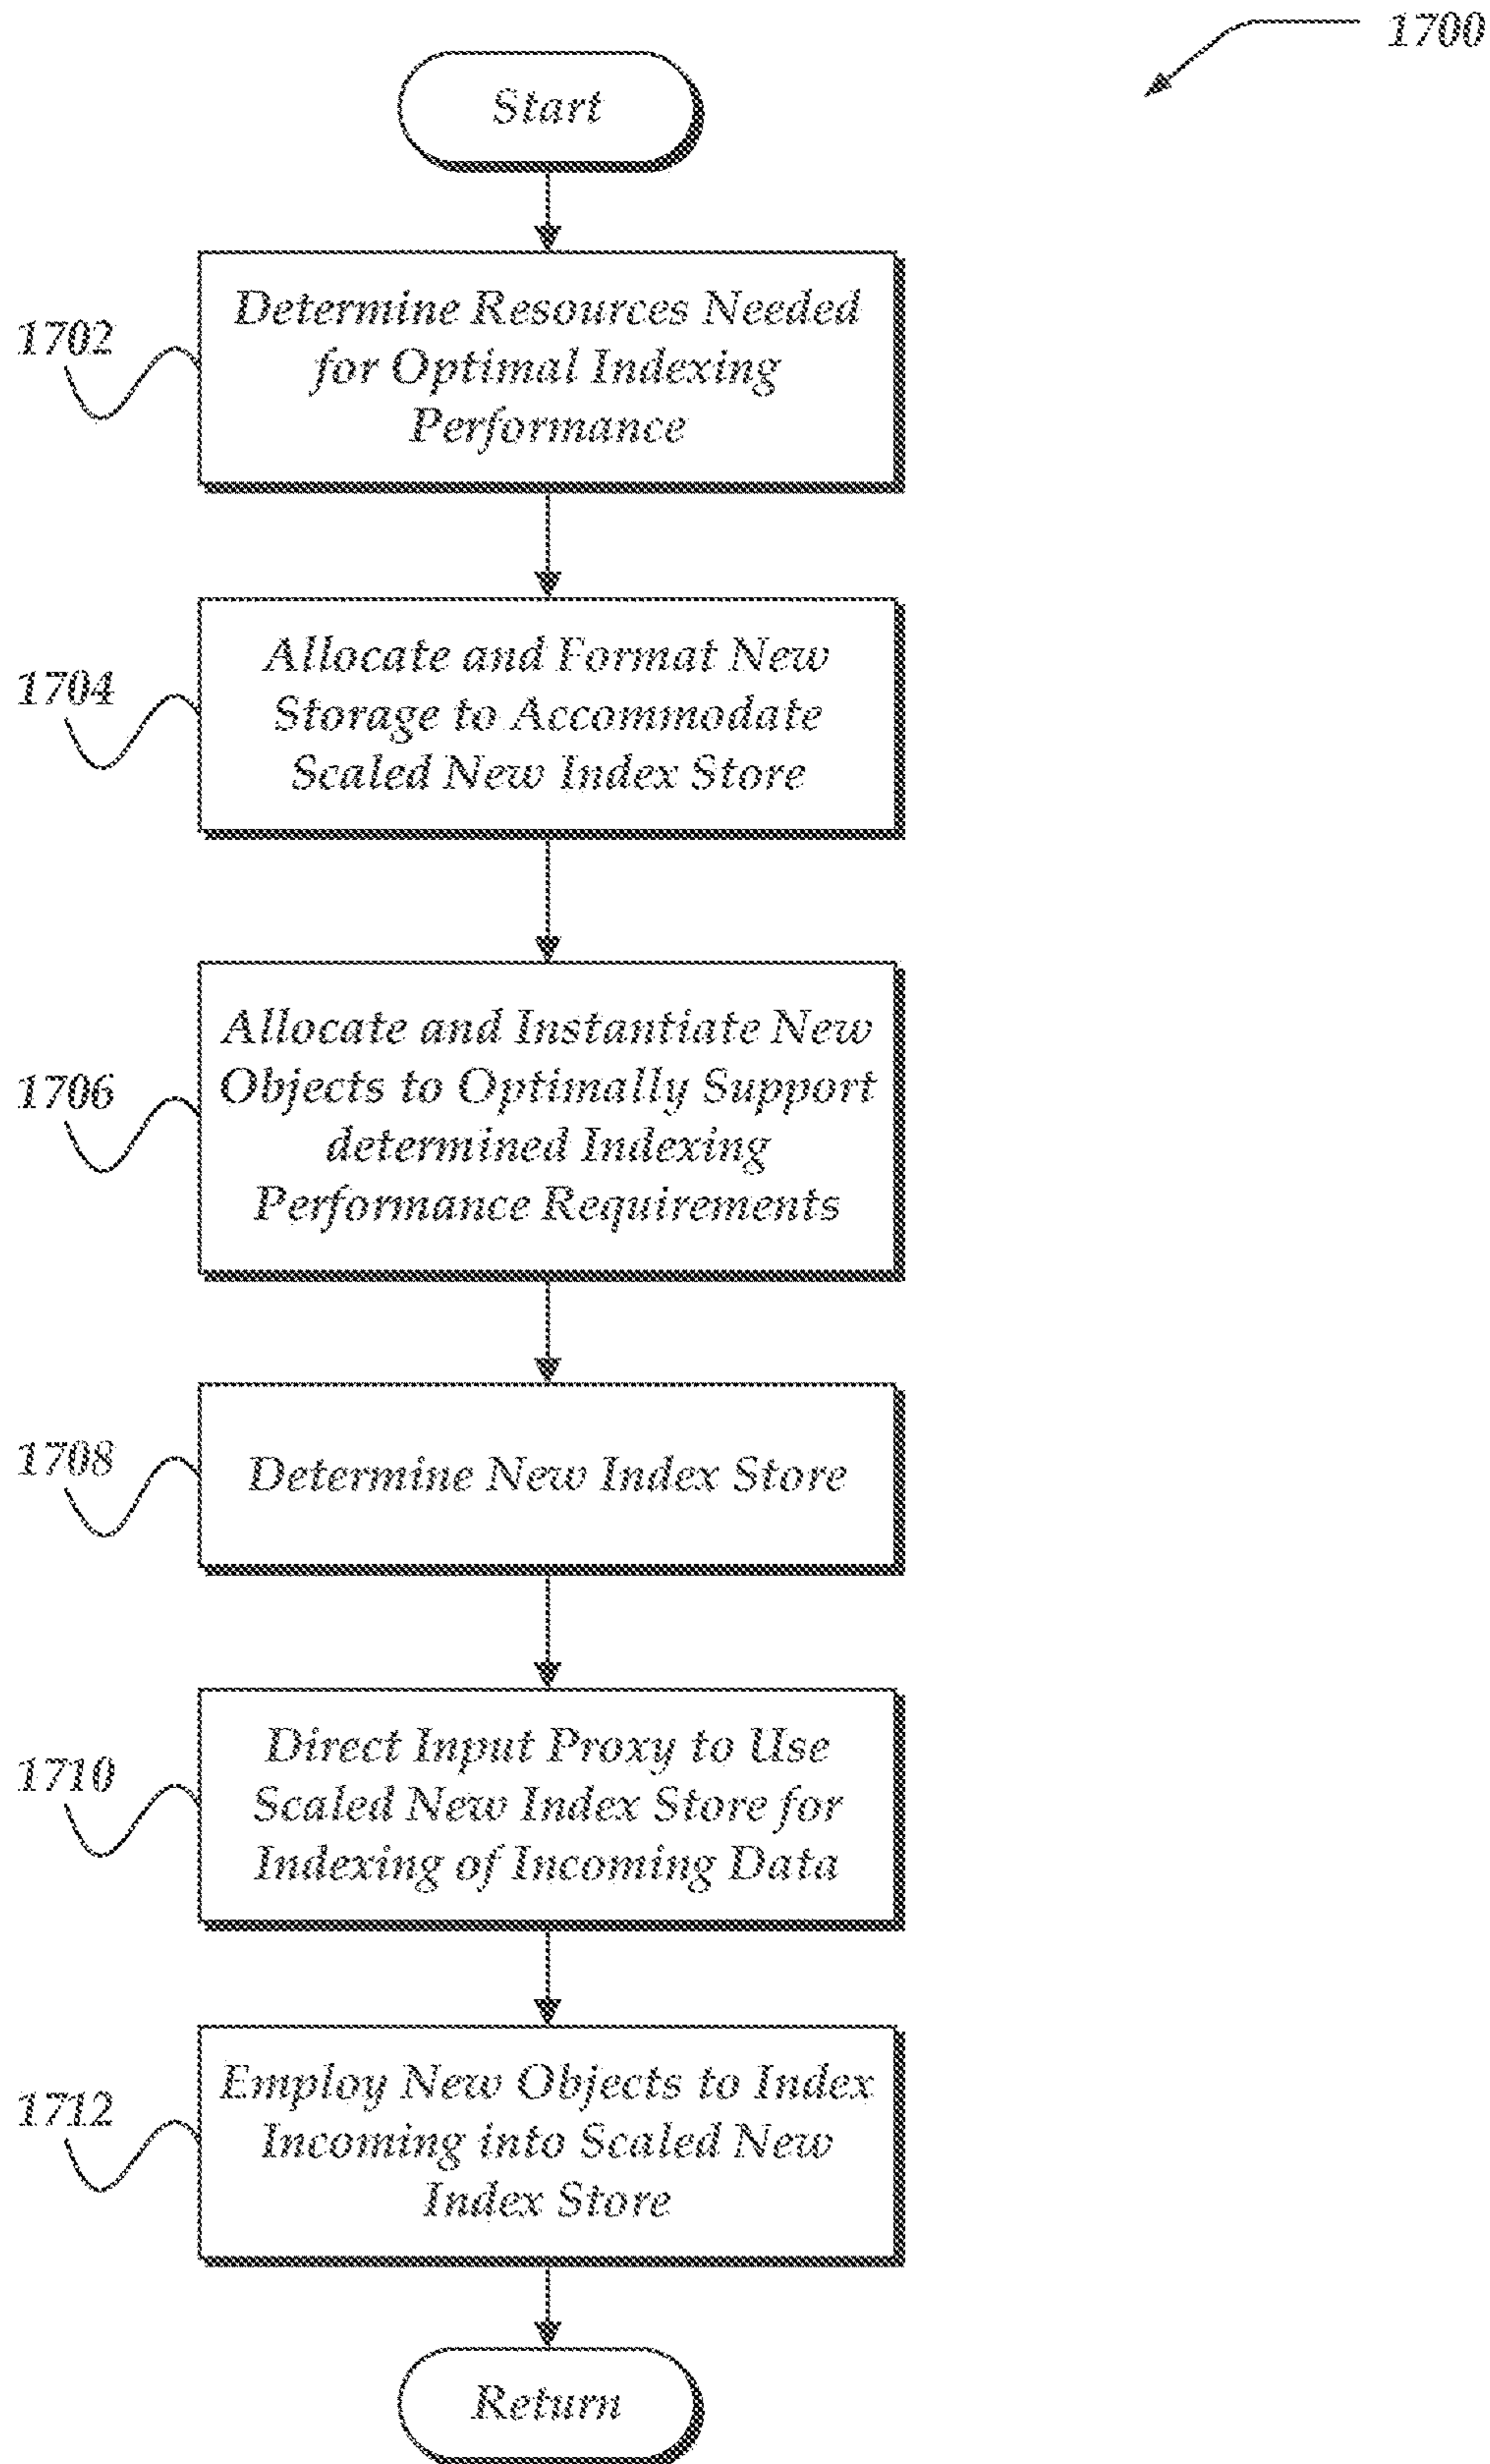 1700
Start
1702
Determine Resources Needed
for Optimal Indexing
Performance
1704
Allocate and Format New
Storage to Accommodate
Scaled New Index Store
1706
Allocate and Instantiate New
Objects to Optimally Support
determined Indexing
Performance Requirements
1708
Determine New Index Store
1710
Direct Input Proxy to Use
Scaled New Index Store for
Indexing of Incoming Data
1712
Employ New Objects to Index
Incoming into Scaled New
Index Store
Return